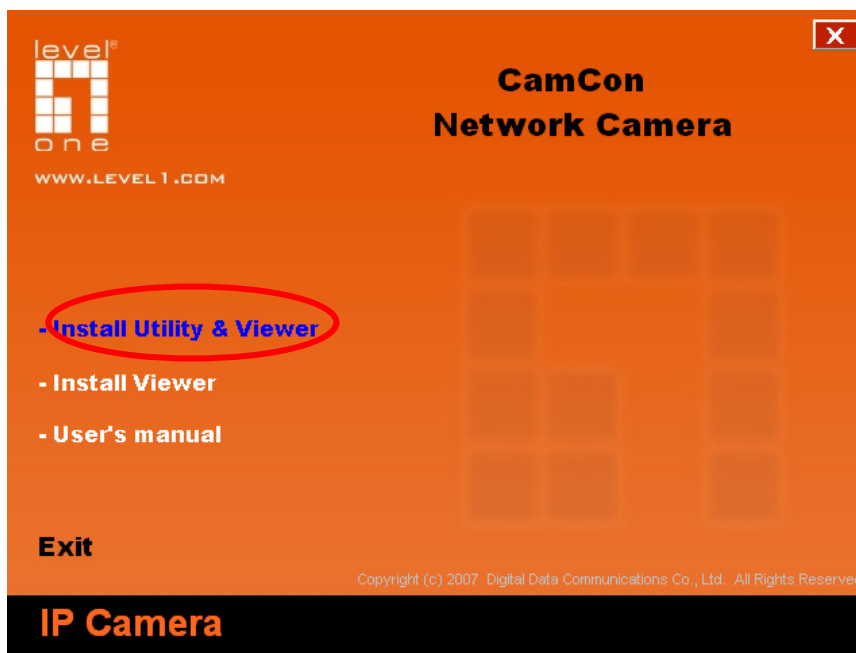 level®
one
WWW.LEVEL1.COM
X
CamCon
Network Camera
- Install Utility & Viewer
- Install Viewer
- User's manual
Exit
Copyright (c) 2007 Digital Data Communications Co., Ltd. All Rights Reserve
IP Camera